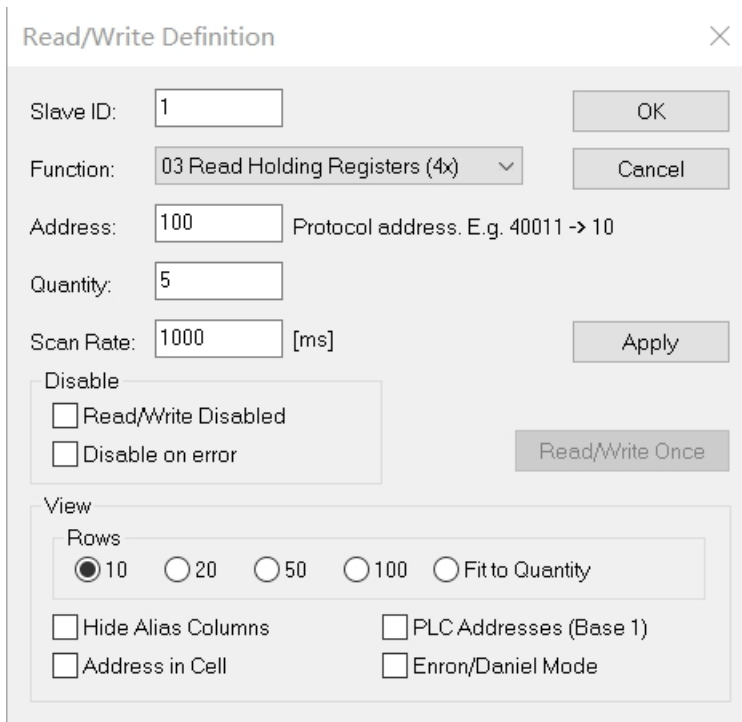 Read/Write Definition
Slave ID: 1 OK
Function: 03 Read Holding Registers (4x) Cancel
Address: 100 Protocol address. E.g. 40011 -> 10
Quantity: 5
Scan Rate: 1000 [ms] Apply
Disable
Read/Write Disabled
Disable on error
Read/Write Once
View
Rows
10 20 50 100 Fit to Quantity
Hide Alias Columns PLC Addresses (Base 1)
Address in Cell Enron/Daniel Mode